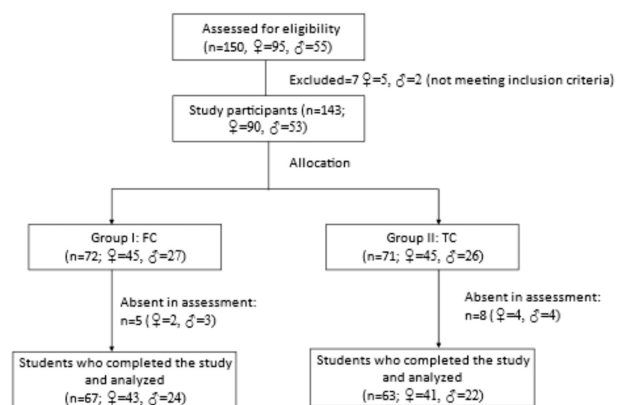 Assessed for eligibility
(n=150, ♀=95, ♂=55)
Excluded=7 ♀=5, ♂=2 (not meeting inclusion criteria)
Study participants (n=143;
♀=90, ♂=53)
Allocation
Group I: FC
(n=72; ♀=45, ♂=27)
Group II: TC
(n=71; ♀=45, ♂=26)
Absent in assessment:
n=5 (♀=2, ♂=3)
Absent in assessment:
n=8 (♀=4, ♂=4)
Students who completed the study
and analyzed
(n=67; ♀=43, ♂=24)
Students who completed the study
and analyzed
(n=63; ♀=41, ♂=22)